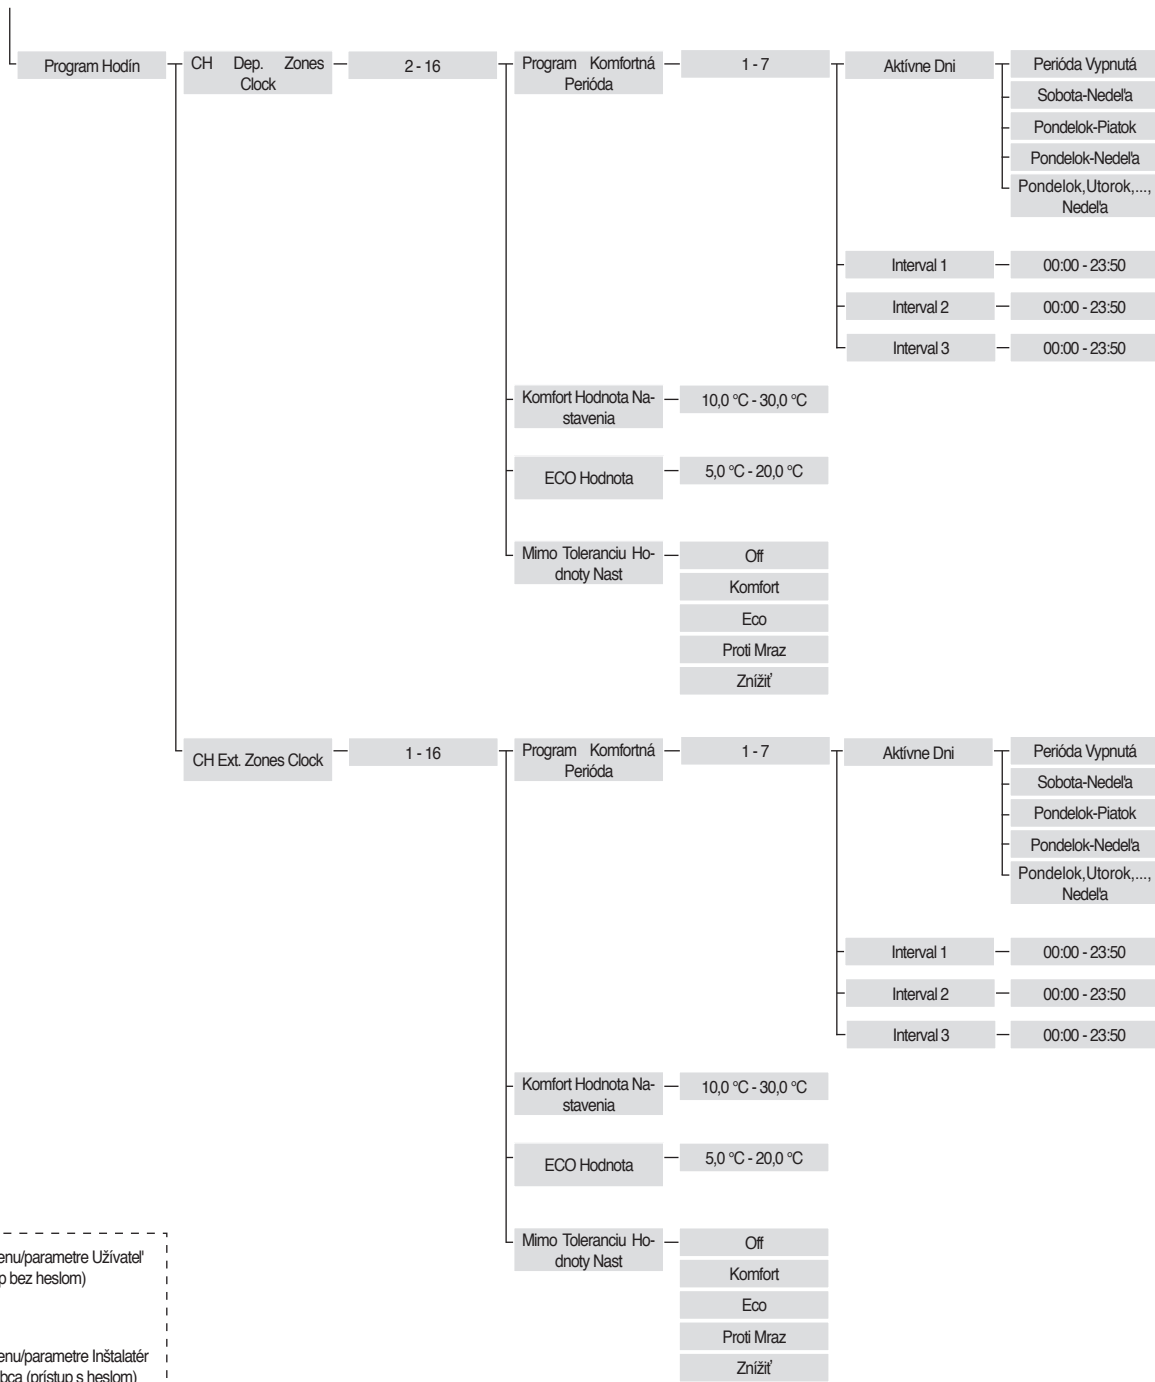 Program Hodín
CH Dep. Zones
Clock
2 - 16
Program Komfortná
Perióda
1 - 7
Aktívne Dni
Perióda Vypnutá
Sobota-Nedeľa
Pondelok-Piatok
Pondelok-Nedeľa
Pondelok,Utorok,...,
Nedeľa
Interval 1
00:00 - 23:50
Interval 2
00:00 - 23:50
Interval 3
00:00 - 23:50
Komfort Hodnota Na-
stavenia
10,0 °C - 30,0 °C
ECO Hodnota
5,0 °C - 20,0 °C
Mimo Toleranciu Ho-
dnoty Nast
Off
Komfort
Eco
Proti Mraz
Znížiť
CH Ext. Zones Clock
1 - 16
Program Komfortná
Perióda
1 - 7
Aktívne Dni
Perióda Vypnutá
Sobota-Nedeľa
Pondelok-Piatok
Pondelok-Nedeľa
Pondelok,Utorok,...,
Nedeľa
Interval 1
00:00 - 23:50
Interval 2
00:00 - 23:50
Interval 3
00:00 - 23:50
Komfort Hodnota Na-
stavenia
10,0 °C - 30,0 °C
ECO Hodnota
5,0 °C - 20,0 °C
Mimo Toleranciu Ho-
dnoty Nast
Off
Komfort
Eco
Proti Mraz
Znížiť
enu/parametre Užívateľ
p bez heslom)
enu/parametre Inštalatér
bca (prístup s heslom)